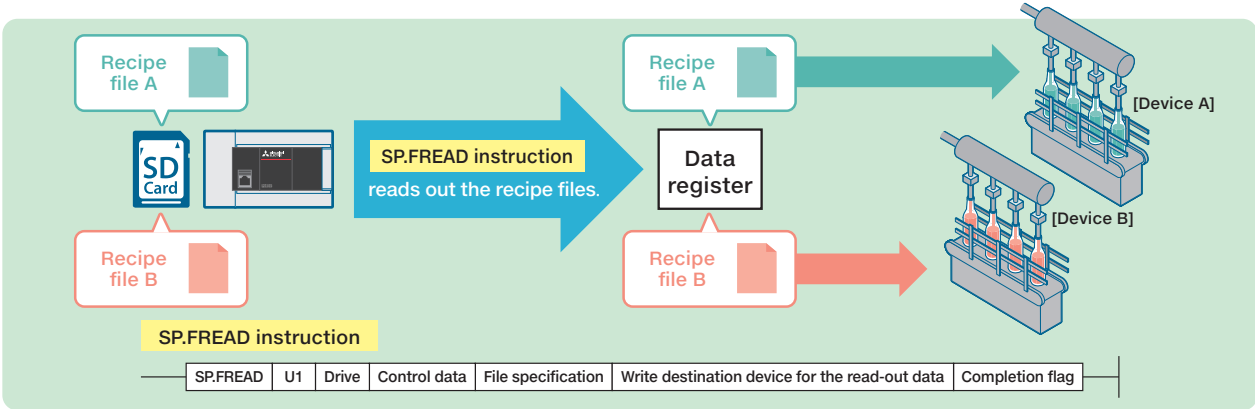 Recipe
file A
SD
Card
SP.FREAD instruction
reads out the recipe files.
Recipe
file B
Recipe
file A
Data
register
Recipe
file B
[Device A]
[Device B]
SP.FREAD instruction
SP.FREAD U1 Drive Control data File specification Write destination device for the read-out data Completion flag